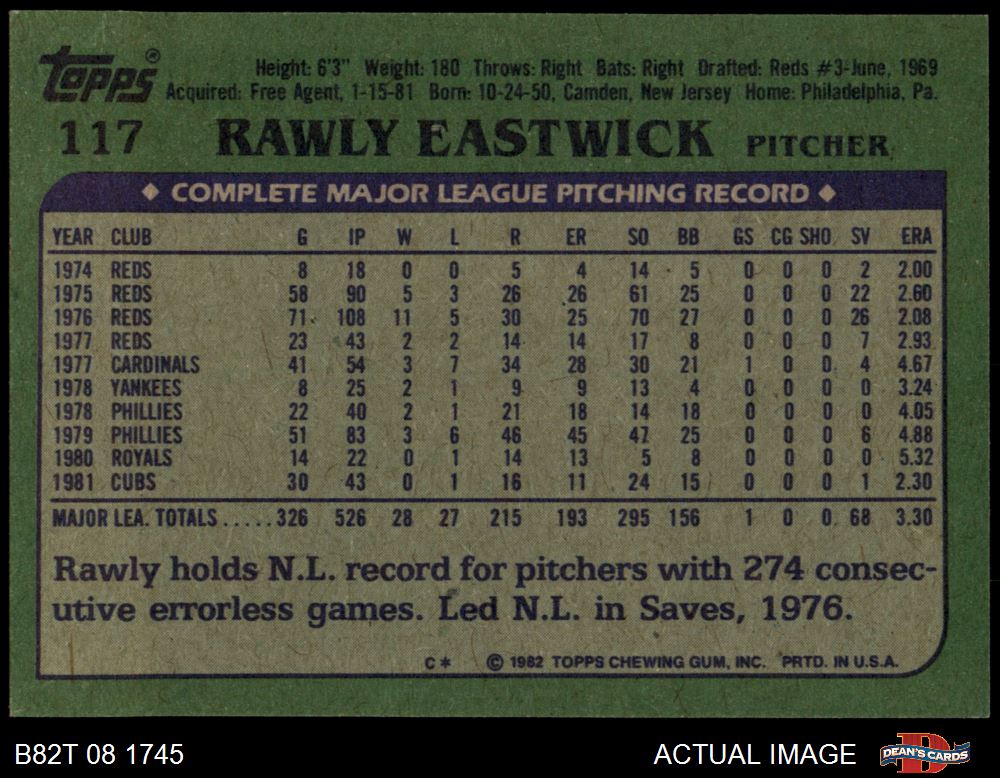 TOPPS®
Height: 6'3" Weight: 180 Throws: Right Bats: Right Drafted: Reds #3-June, 1969
Acquired: Free Agent, 1-15-81 Born: 10-24-50, Camden, New Jersey Home: Philadelphia, Pa.
117 RAWLY EASTWICK PITCHER
◆ COMPLETE MAJOR LEAGUE PITCHING RECORD ◆
YEAR CLUB G IP W L R ER SO BB GS CG SHO SV ERA
1974 REDS 8 18 0 0 5 4 14 5 0 0 0 2 2.00
1975 REDS 58 90 5 3 26 26 61 25 0 0 0 22 2.60
1976 REDS 71 108 11 5 30 25 70 27 0 0 0 26 2.08
1977 REDS 23 43 2 2 14 14 17 8 0 0 0 7 2.93
1977 CARDINALS 41 54 3 7 34 28 30 21 1 0 0 4 4.67
1978 YANKEES 8 25 2 1 9 9 13 4 0 0 0 0 3.24
1978 PHILLIES 22 40 2 1 21 18 14 18 0 0 0 0 4.05
1979 PHILLIES 51 83 3 6 46 45 47 25 0 0 0 6 4.88
1980 ROYALS 14 22 0 1 14 13 5 8 0 0 0 0 5.32
1981 CUBS 30 43 0 1 16 11 24 15 0 0 0 1 2.30
MAJOR LEA. TOTALS ..... 326 526 28 27 215 193 295 156 1 0 0 68 3.30
Rawly holds N.L. record for pitchers with 274 consec-
utive errorless games. Led N.L. in Saves, 1976.
C* © 1982 TOPPS CHEWING GUM, INC. PRTD. IN U.S.A.
B82T 08 1745 ACTUAL IMAGE DEAN'S CARDS